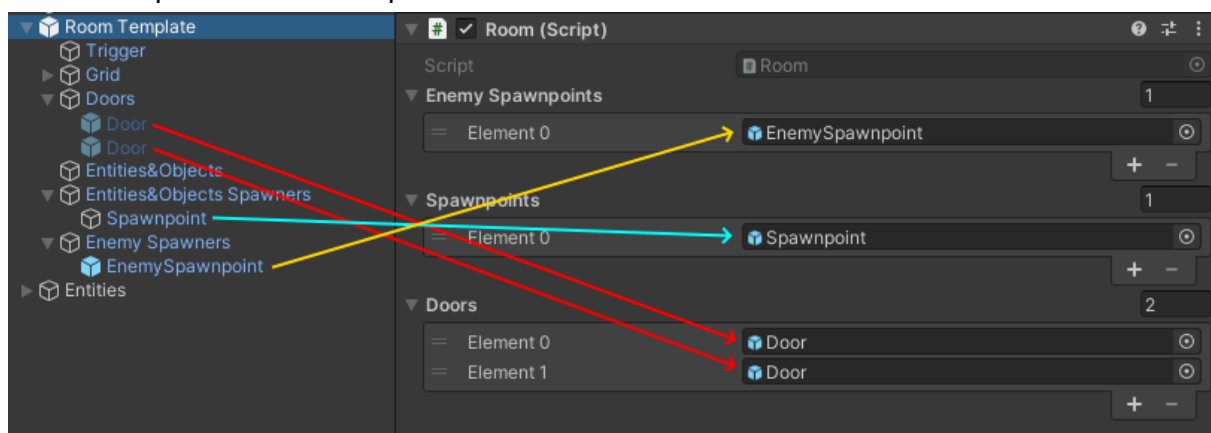 Room Template
Trigger
Grid
Doors
Door
Door
Entities&Objects
Entities&Objects Spawners
Spawnpoint
Enemy Spawners
EnemySpawnpoint
Entities
# Room (Script)
Script Room
Enemy Spawnpoints 1
Element 0 EnemySpawnpoint
+ -
Spawnpoints 1
Element 0 Spawnpoint
+ -
Doors 2
Element 0 Door
Element 1 Door
+ -